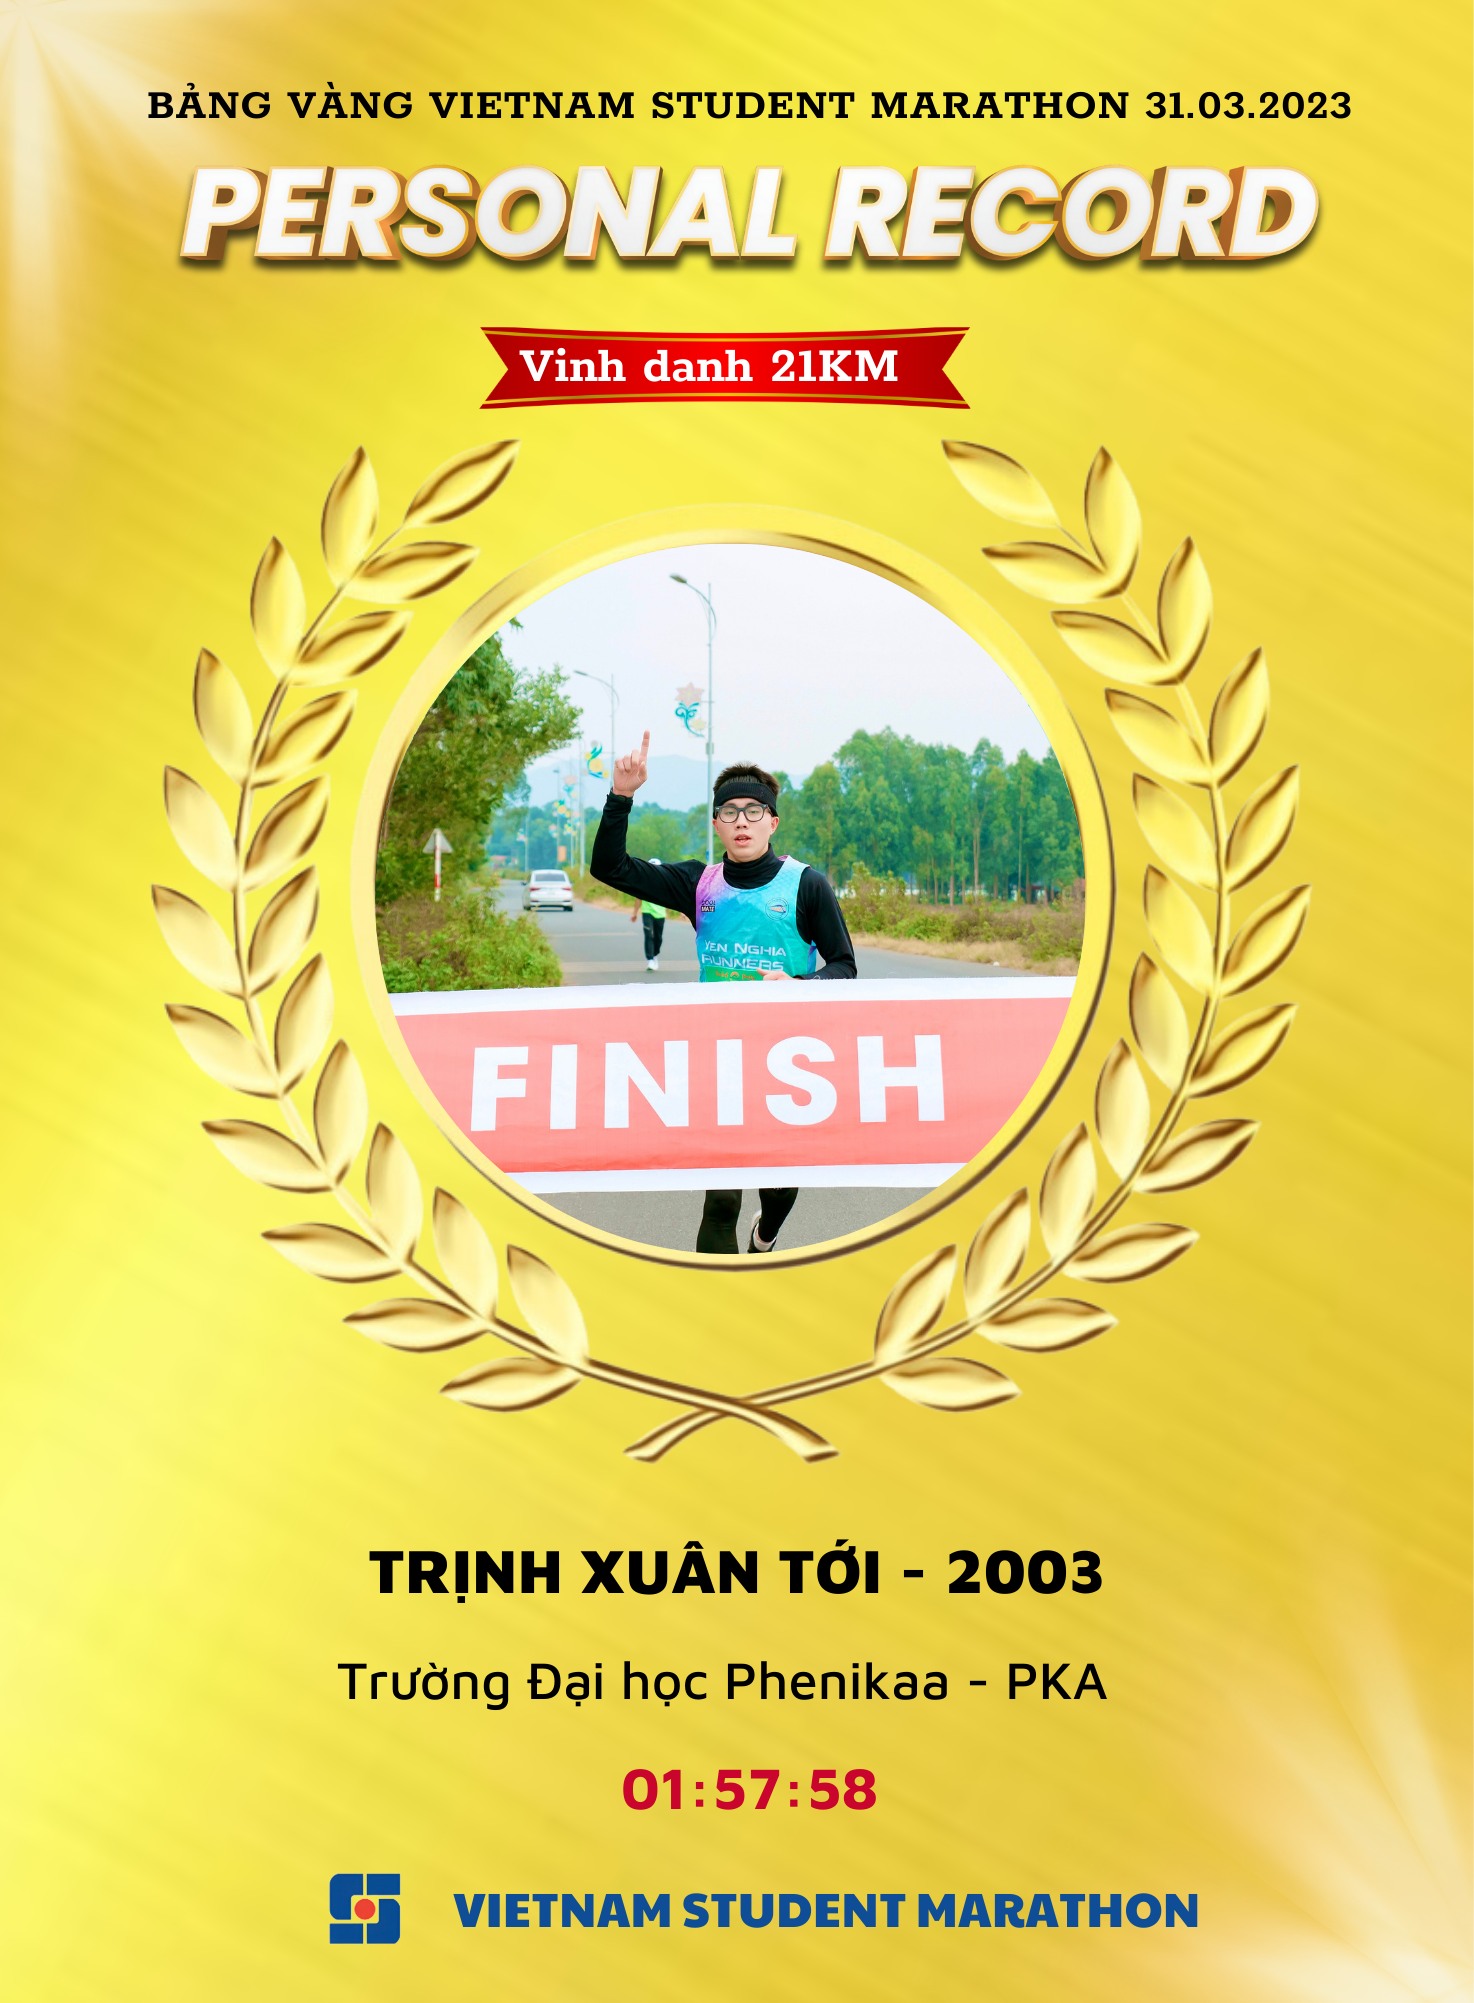 BẢNG VÀNG VIETNAM STUDENT MARATHON 31.03.2023
PERSONAL RECORD
Vinh danh 21KM
YEN NGHIA
RUNNERS
FINISH
TRỊNH XUÂN TỚI - 2003
Trường Đại học Phenikaa - PKA
01:57:58
VIETNAM STUDENT MARATHON